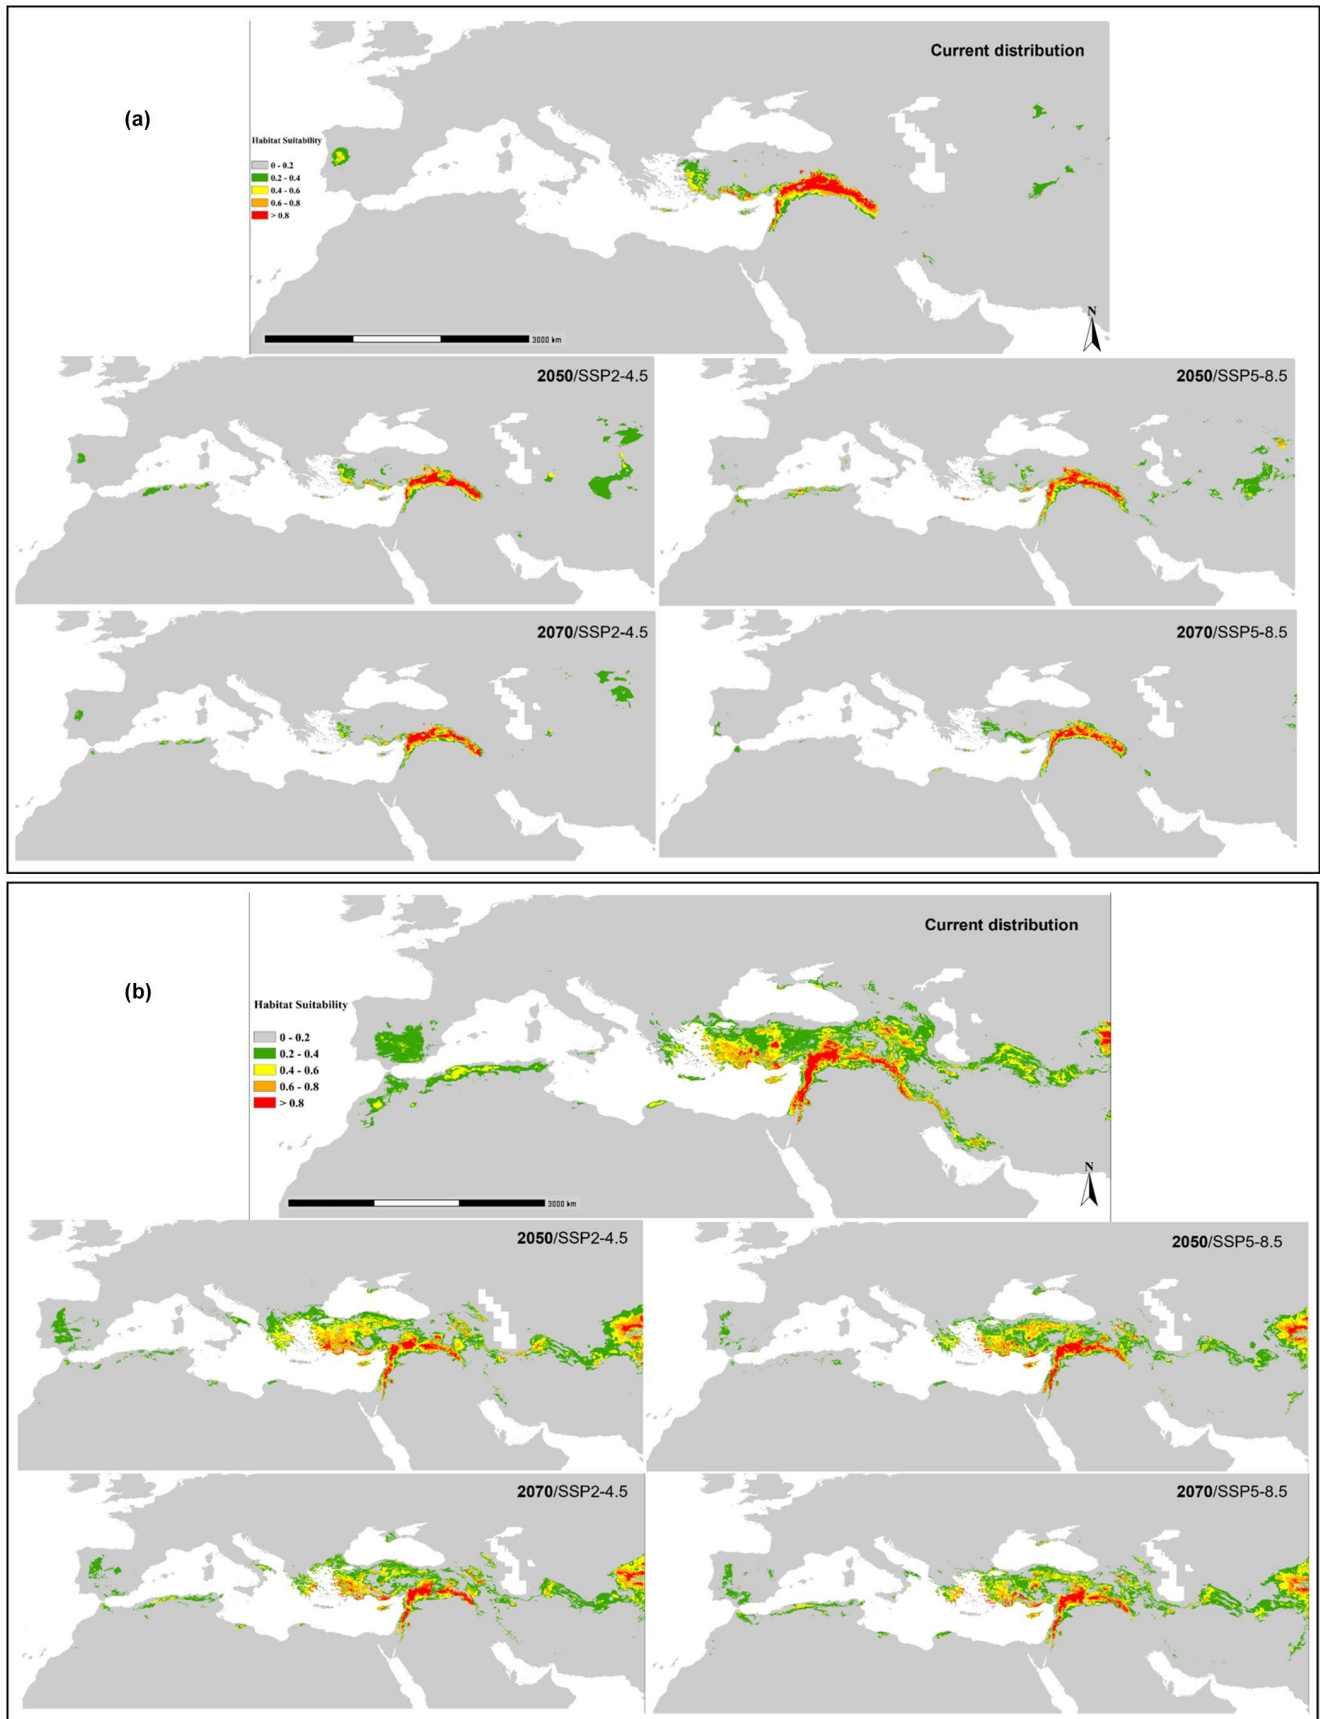 Current distribution
(a)
Habitat Suitability
0 - 0.2
0.2 - 0.4
0.4 - 0.6
0.6 - 0.8
> 0.8
N
3000 km
2050/SSP2-4.5
2050/SSP5-8.5
2070/SSP2-4.5
2070/SSP5-8.5
Current distribution
(b)
Habitat Suitability
0 - 0.2
0.2 - 0.4
0.4 - 0.6
0.6 - 0.8
> 0.8
N
3000 km
2050/SSP2-4.5
2050/SSP5-8.5
2070/SSP2-4.5
2070/SSP5-8.5